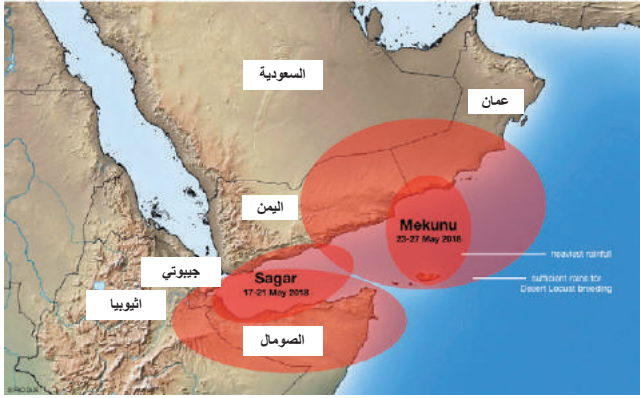 السعودية
عمان
اليمن
Mekunu
23-27 May 2018
heaviest rainfall
جيبوتي
Sagar
17-21 May 2018
sufficient rains for
Desert Locust breeding
اثيوبيا
الصومال